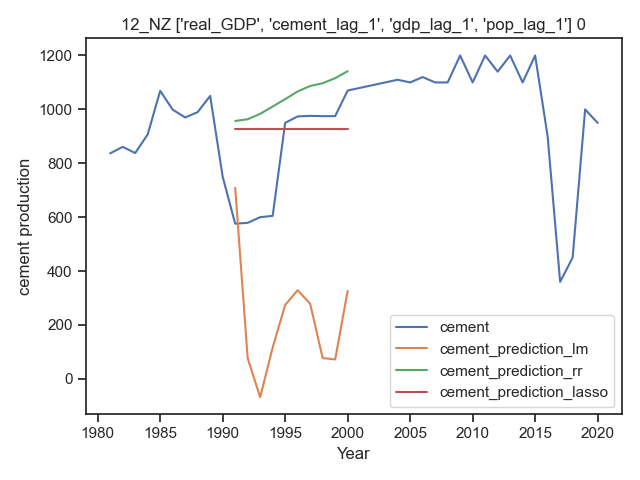 12_NZ ['real_GDP', 'cement_lag_1', 'gdp_lag_1', 'pop_lag_1'] 0
1200
1000
800
600
400
200
0
cement production
cement
cement_prediction_lm
cement_prediction_rr
cement_prediction_lasso
1980 1985 1990 1995 2000 2005 2010 2015 2020
Year